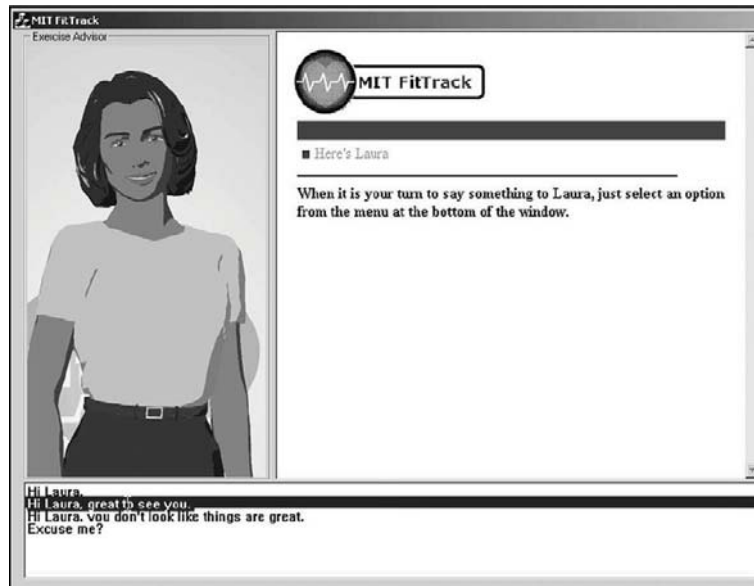 MIT FitTrack
Exercise Advisor
MIT FitTrack
Here's Laura
When it is your turn to say something to Laura, just select an option
from the menu at the bottom of the window.
Hi Laura.
Hi Laura, great to see you.
Hi Laura. you don't look like things are great.
Excuse me?